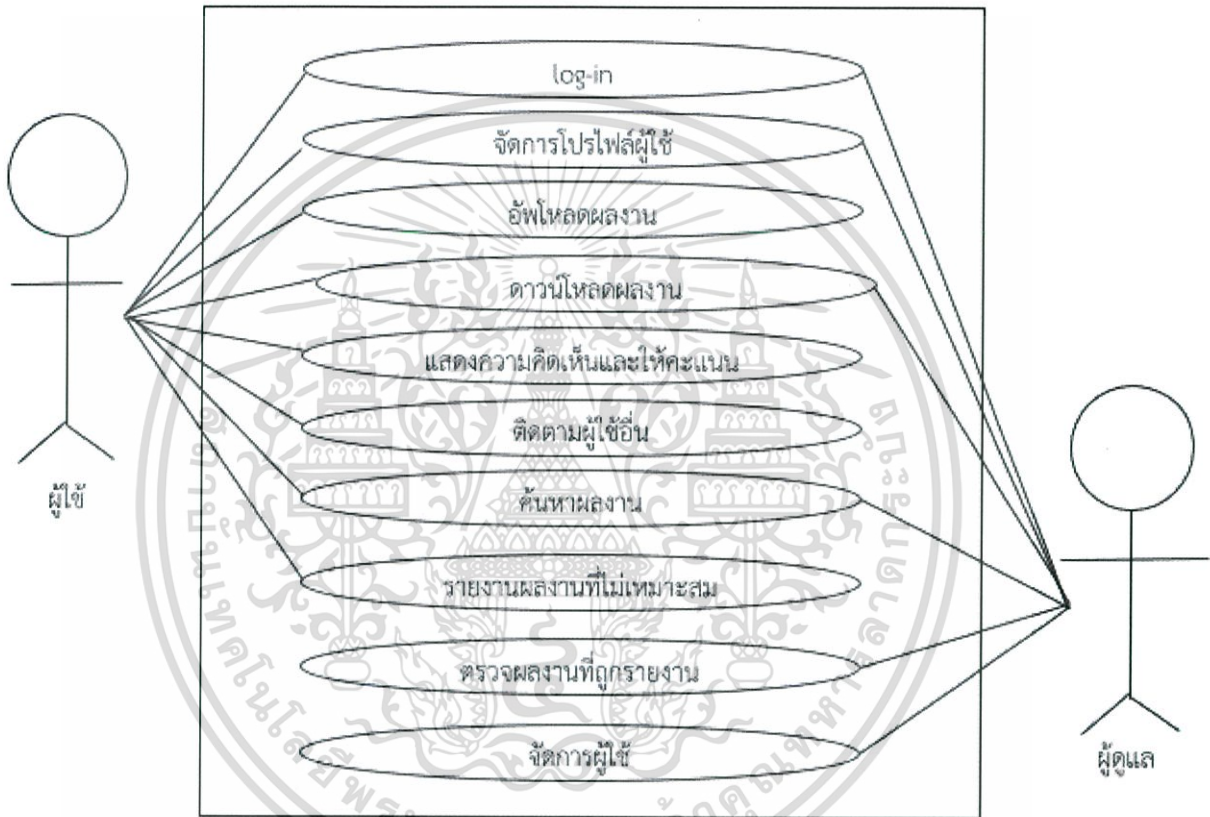 log-in
จัดการโปรไฟล์ผู้ใช้
อัพโหลดผลงาน
ดาวน์โหลดผลงาน
แสดงความคิดเห็นและให้คะแนน
ติดตามผู้ใช้อื่น
ค้นหาผลงาน
รายงานผลงานที่ไม่เหมาะสม
ตรวจผลงานที่ถูกรายงาน
จัดการผู้ใช้
ผู้ใช้
ผู้ดูแล